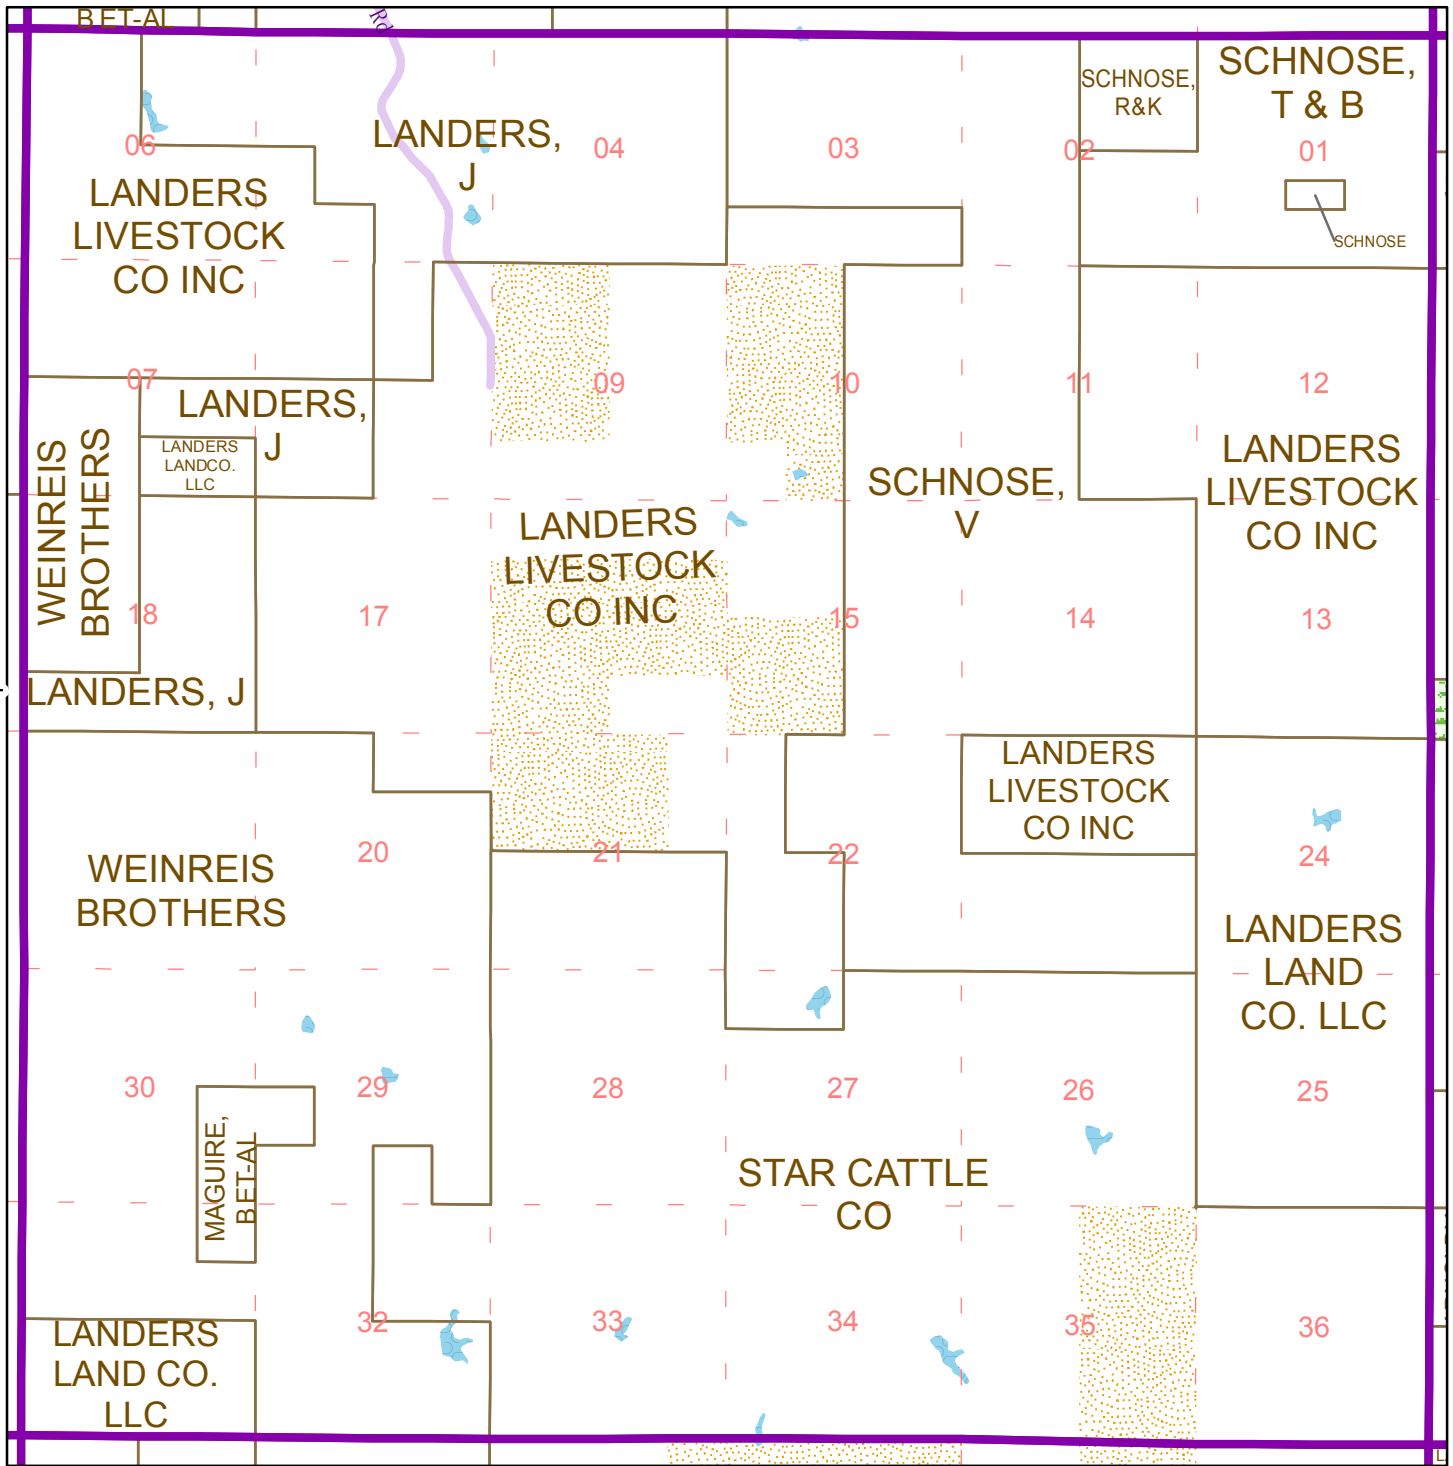 B ET-AL
Rd
SCHNOSE,
R&K
SCHNOSE,
T & B
LANDERS,
J
06
04
03
02
01
SCHNOSE
LANDERS
LIVESTOCK
CO INC
07
09
10
11
12
LANDERS,
J
LANDERS
LANDCO.
LLC
WEINREIS
BROTHERS
SCHNOSE,
V
LANDERS
LIVESTOCK
CO INC
LANDERS
LIVESTOCK
CO INC
18
17
15
14
13
LANDERS, J
LANDERS
LIVESTOCK
CO INC
20
21
22
24
WEINREIS
BROTHERS
LANDERS
LAND
CO. LLC
30
29
28
27
26
25
MAGUIRE,
B ET-AL
STAR CATTLE
CO
32
33
34
35
36
LANDERS
LAND CO.
LLC